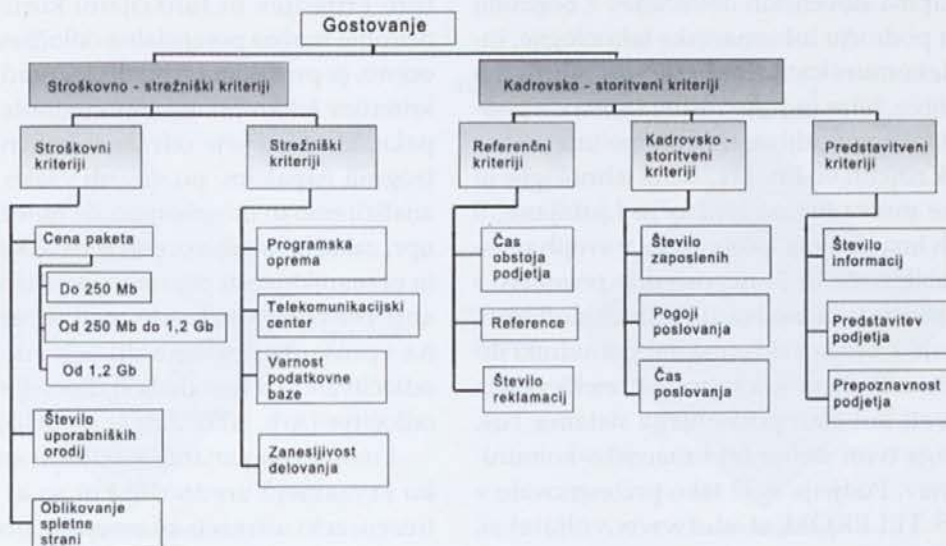 Gostovanje
Stroškovno - strežniški kriteriji
Kadrovsko - storitveni kriteriji
Stroškovni
kriteriji
Strežniški
kriteriji
Referenčni
kriteriji
Kadrovsko -
storitveni
kriteriji
Predstavitveni
kriteriji
Cena paketa
Do 250 Mb
Od 250 Mb do 1,2 Gb
Od 1,2 Gb
Število
uporabniških
orodij
Oblikovanje
spletne
strani
Programska
oprema
Telekomunikacijski
center
Varnost
podatkovne
baze
Zanesljivost
delovanja
Čas
obstoja
podjetja
Reference
Število
reklamacij
Število
zaposlenih
Pogoji
poslovanja
Čas
poslovanja
Število
informacij
Predstavitev
podjetja
Prepoznavnost
podjetja